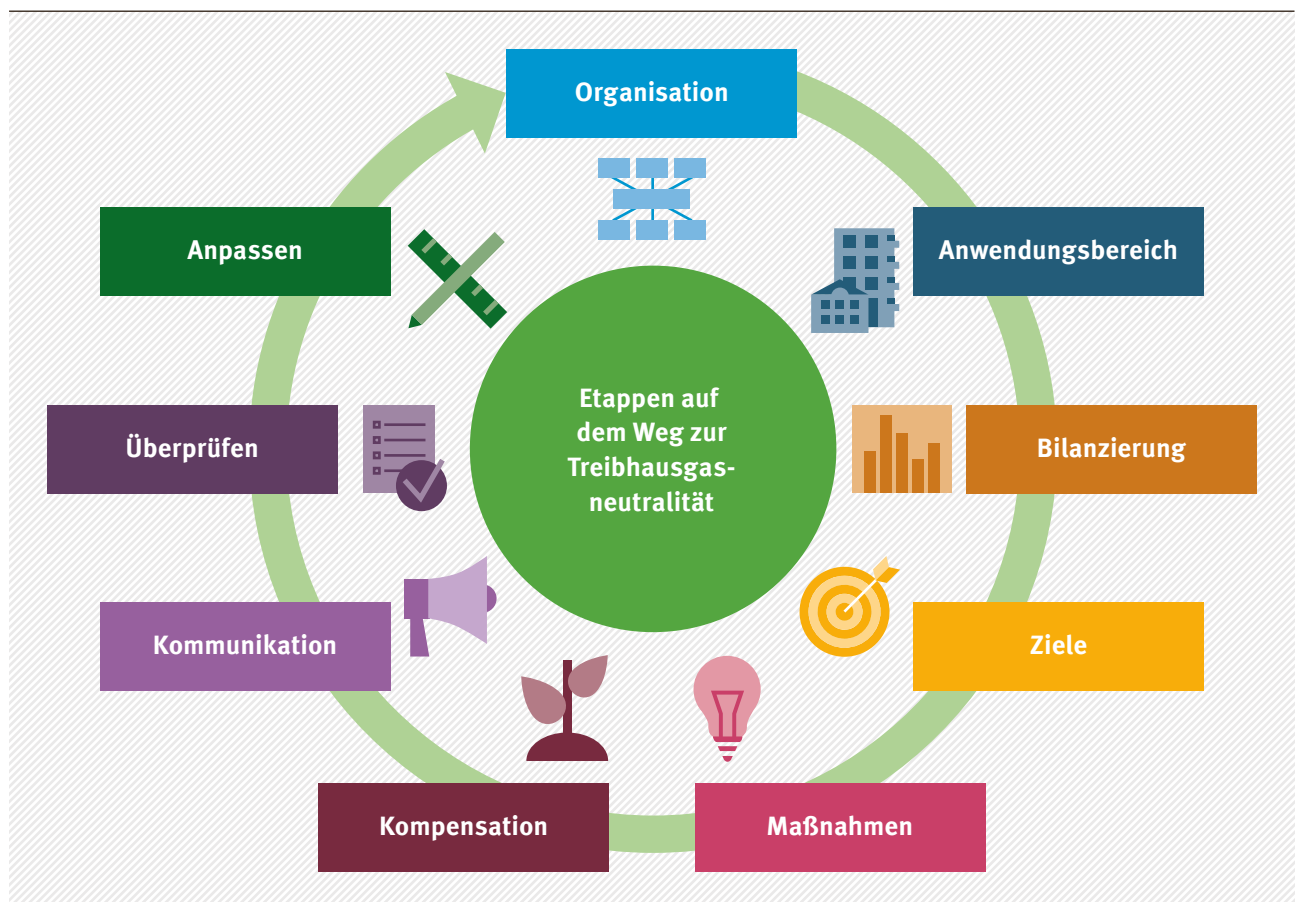 Organisation
Anwendungsbereich
Bilanzierung
Ziele
Maßnahmen
Kompensation
Kommunikation
Überprüfen
Anpassen
Etappen auf
dem Weg zur
Treibhausgas-
neutralität